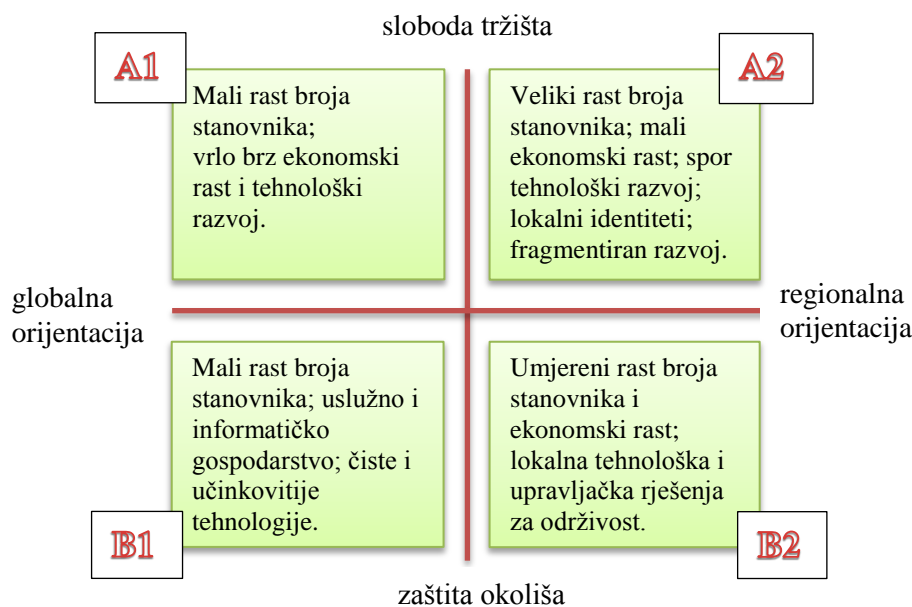 sloboda tržišta
A1
Mali rast broja
stanovnika;
vrlo brz ekonomski
rast i tehnološki
razvoj.
A2
Veliki rast broja
stanovnika; mali
ekonomski rast; spor
tehnološki razvoj;
lokalni identiteti;
fragmentiran razvoj.
globalna
orijentacija
regionalna
orijentacija
Mali rast broja
stanovnika; uslužno i
informatičko
gospodarstvo; čiste i
učinkovitije
tehnologije.
B1
Umjereni rast broja
stanovnika i
ekonomski rast;
lokalna tehnološka i
upravljačka rješenja
za održivost.
B2
zaštita okoliša